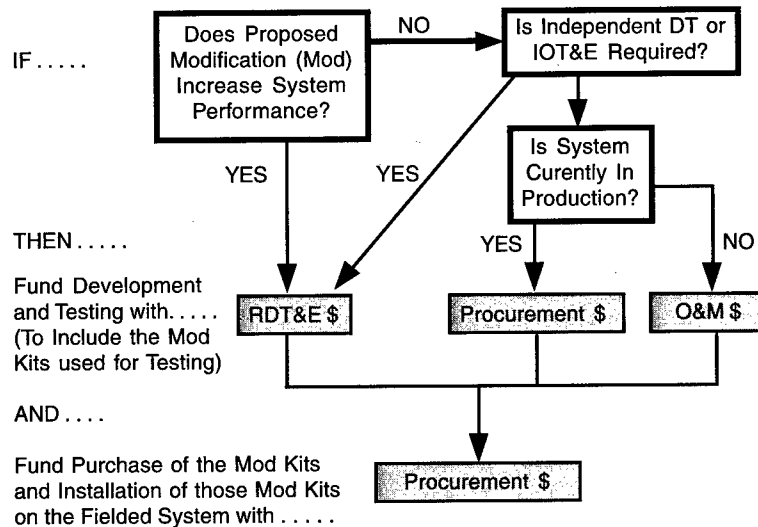 IF .....
Does Proposed
Modification (Mod)
Increase System
Performance?
NO
Is Independent DT or
IOT&E Required?
YES
YES
Is System
Curently In
Production?
YES
NO
THEN .....
Fund Development
and Testing with.....
(To Include the Mod
Kits used for Testing)
RDT&E $
Procurement $
O&M $
AND ....
Fund Purchase of the Mod Kits
and Installation of those Mod Kits
on the Fielded System with .....
Procurement $